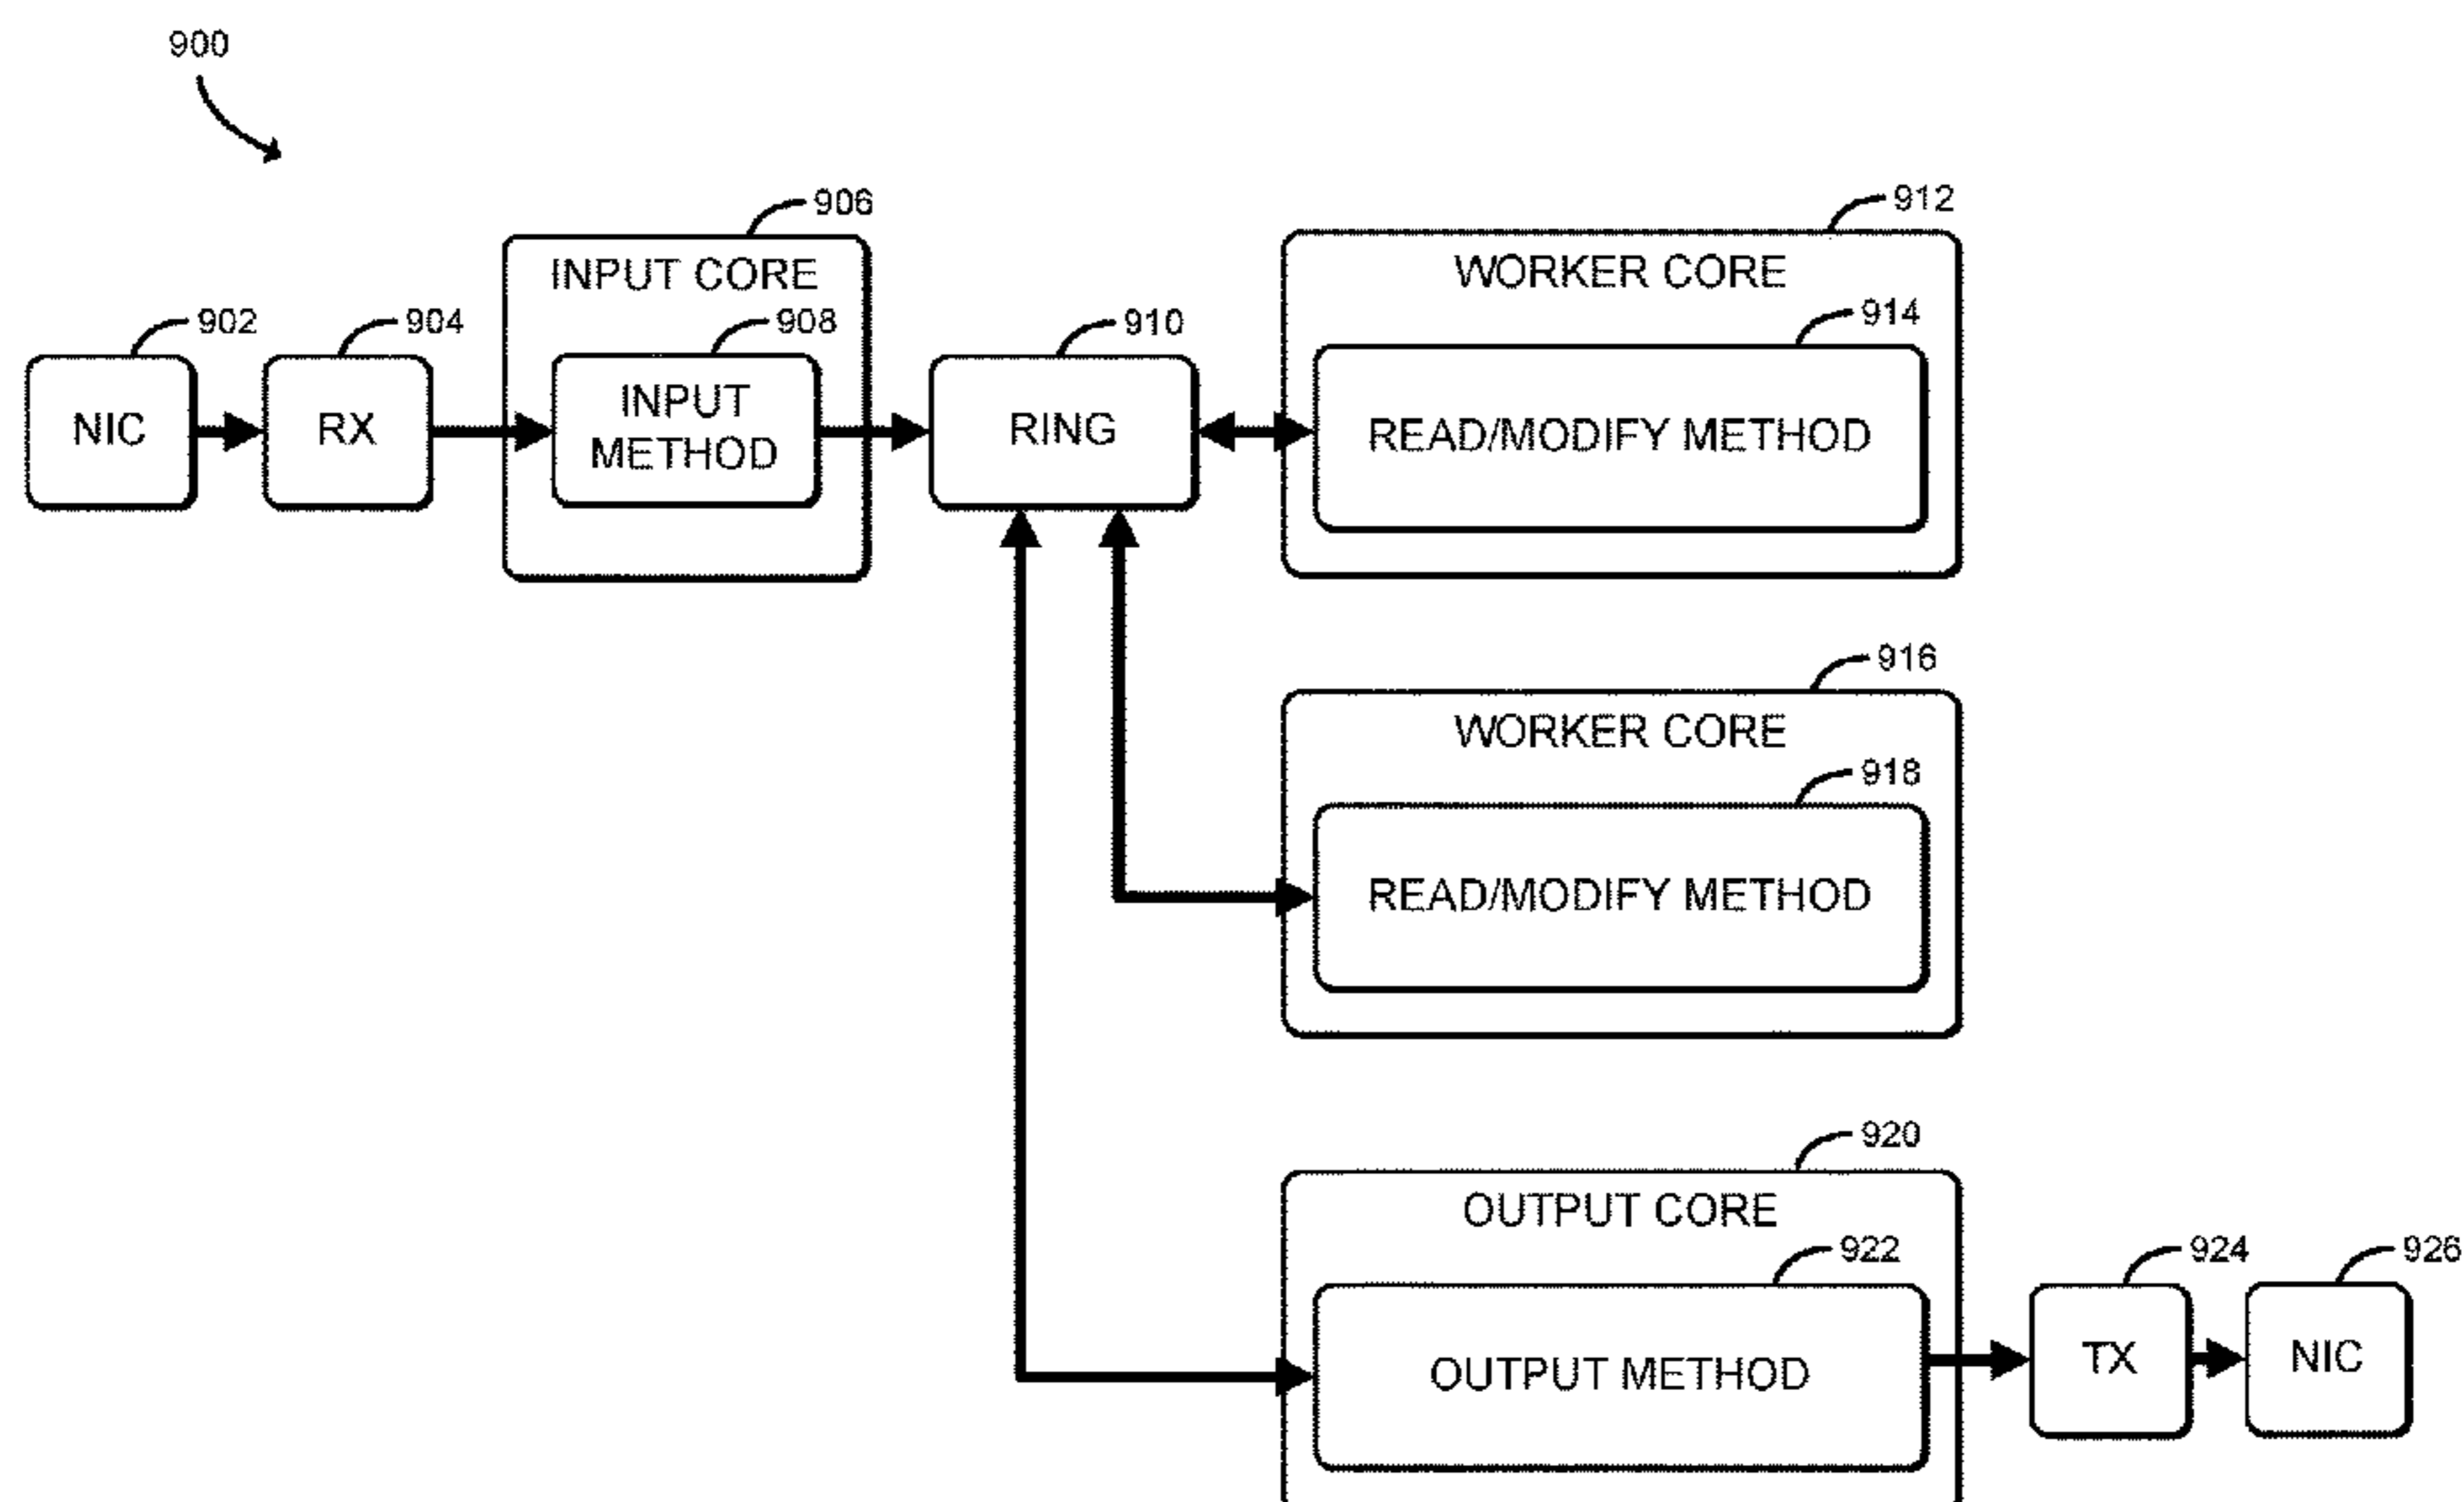 900
906
INPUT CORE
912
WORKER CORE
902
904
908
910
914
NIC
RX
INPUT
METHOD
RING
READ/MODIFY METHOD
916
WORKER CORE
918
READ/MODIFY METHOD
920
OUTPUT CORE
922
924
926
OUTPUT METHOD
TX
NIC